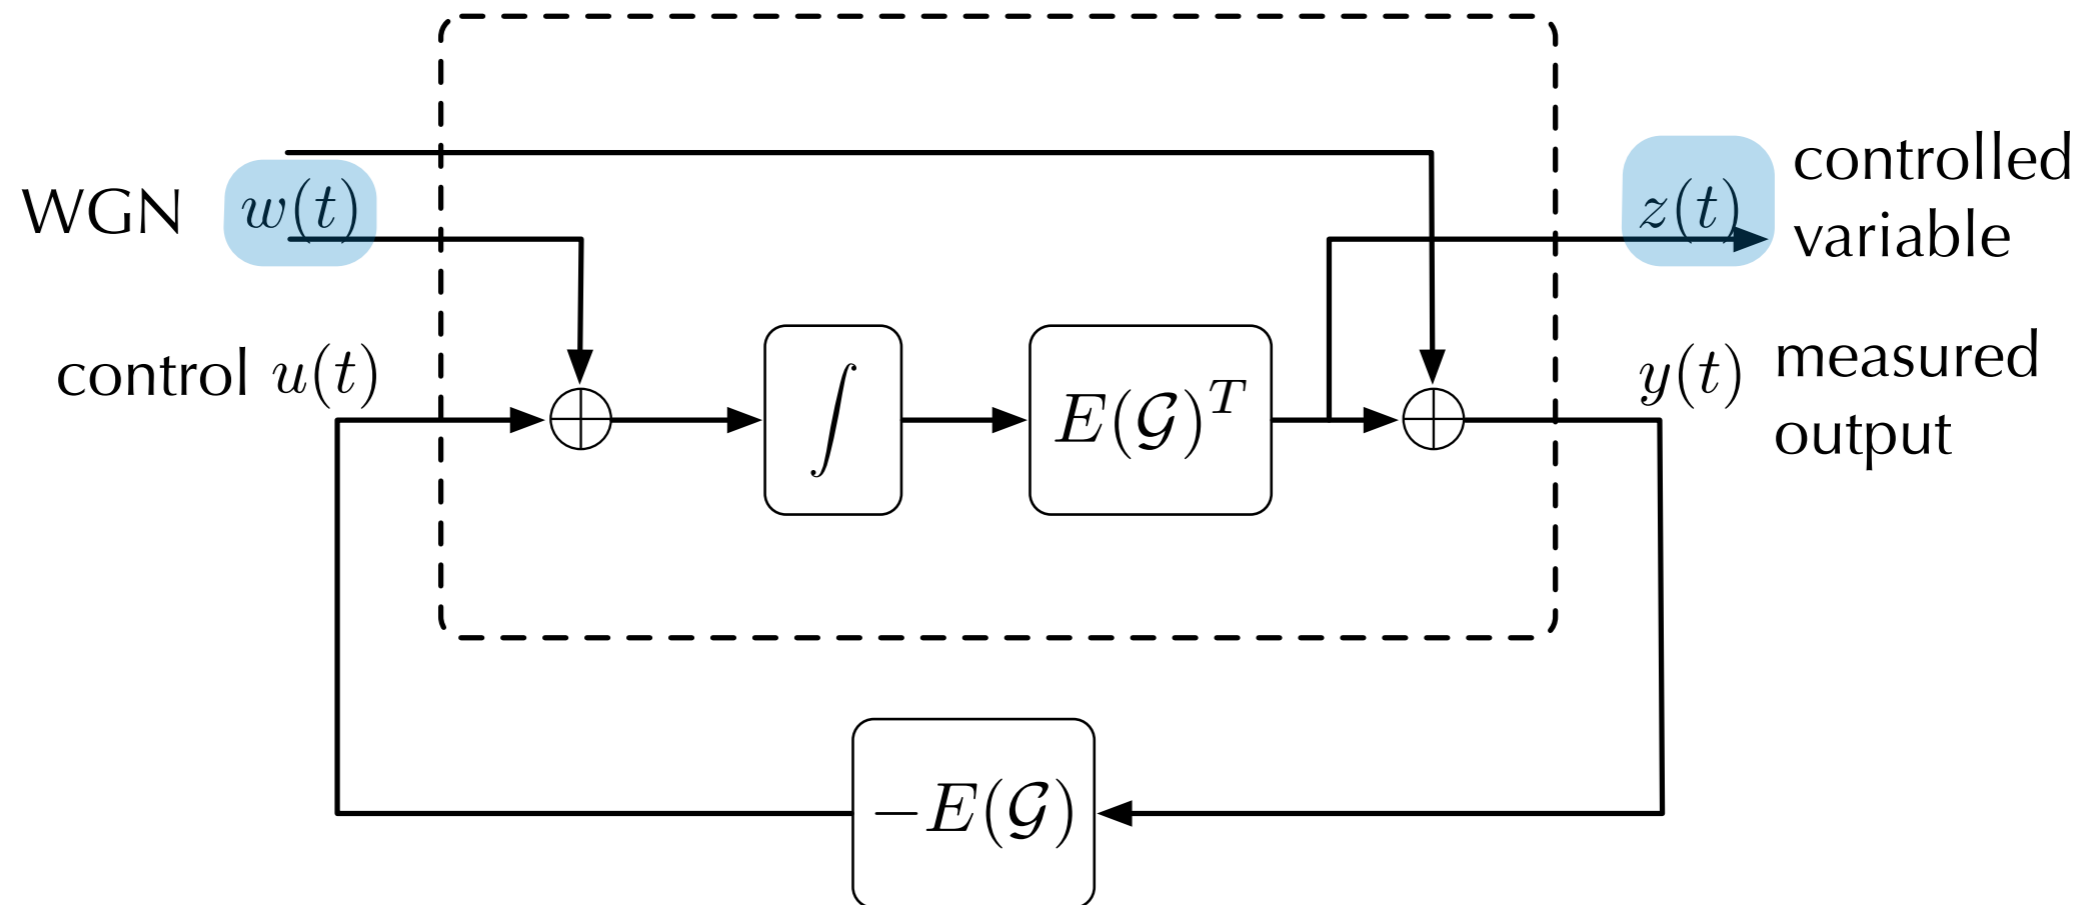 WGN w(t)
control u(t)
∫
E(𝒢)^T
z(t) controlled
variable
y(t) measured
output
−E(𝒢)